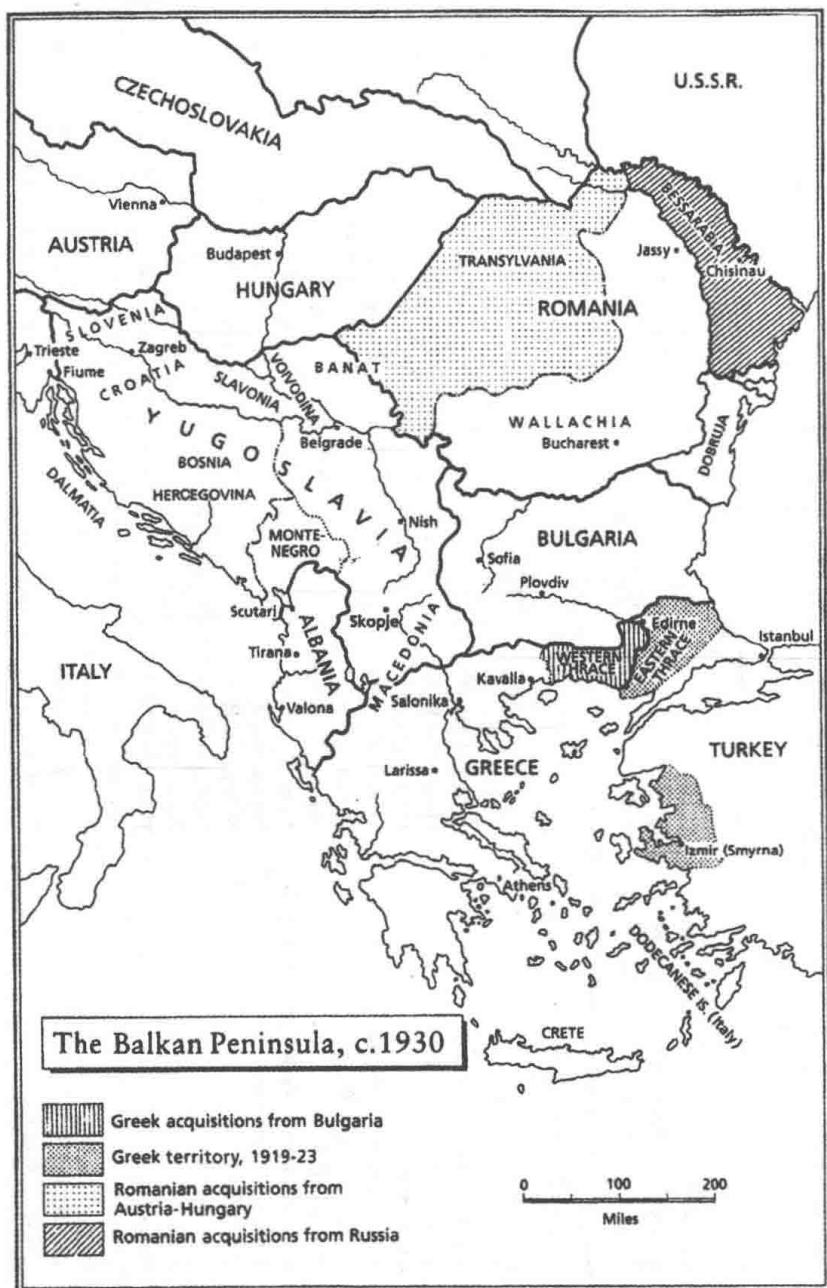 U.S.S.R.
CZECHOSLOVAKIA
BESSARABIA
Vienna
AUSTRIA
Budapest
HUNGARY
TRANSYLVANIA
Jassy
Chisinau
ROMANIA
SLOVENIA
Trieste
Zagreb
Fiume
CROATIA
SLAVONIA
VOIVODINA
BANAT
YUGOSLAVIA
Belgrade
WALLACHIA
Bucharest
DOBRUJA
BOSNIA
HERCEGOVINA
DALMATIA
Nish
MONTE-
NEGRO
BULGARIA
Sofia
Plovdiv
Scutari
ALBANIA
Skopje
MACEDONIA
Edirne
Istanbul
WESTERN
THRACE
EASTERN
THRACE
ITALY
Tirana
Kavalla
Valona
Salonika
TURKEY
GREECE
Larissa
Izmir (Smyrna)
Athens
DODECANESE IS. (Italy)
CRETE
The Balkan Peninsula, c.1930
Greek acquisitions from Bulgaria
Greek territory, 1919-23
Romanian acquisitions from
Austria-Hungary
Romanian acquisitions from Russia
0 100 200
Miles